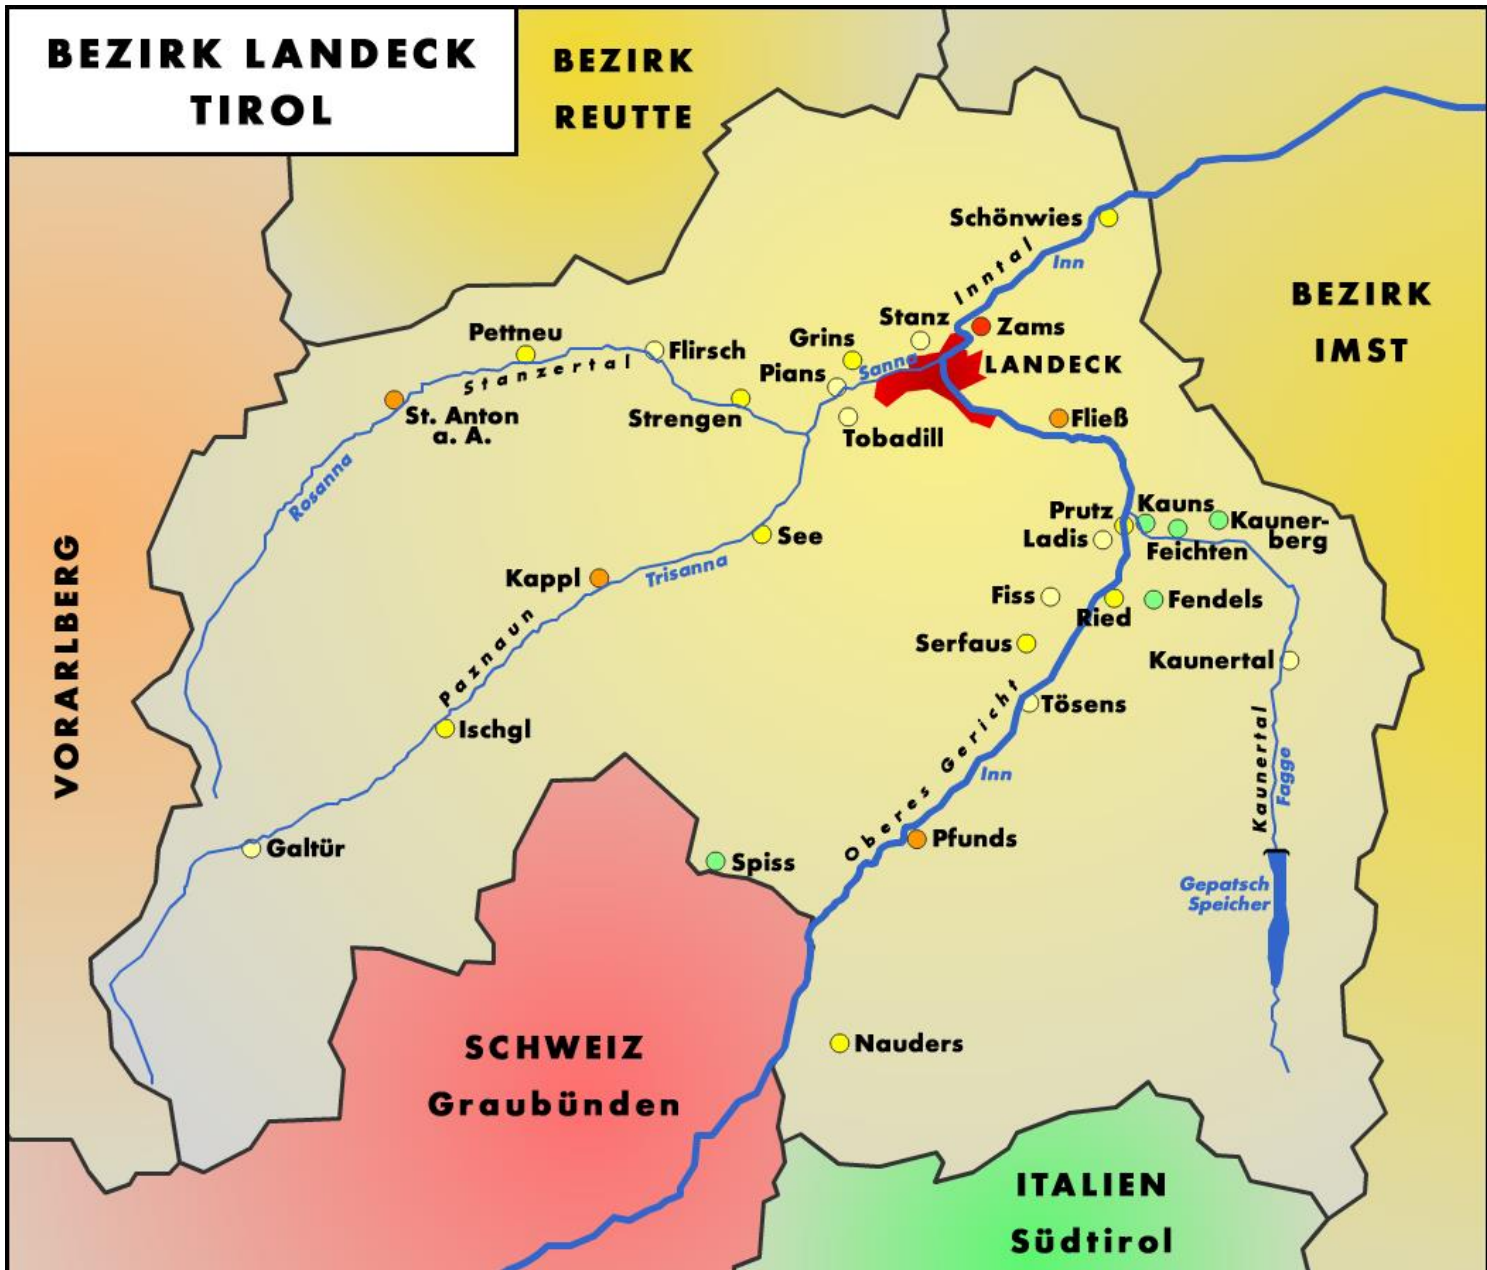 BEZIRK LANDECK
TIROL
BEZIRK
REUTTE
Schönwies
Inntal
Inn
BEZIRK
IMST
Stanz
Zams
Grins
Pettneu
Flirsch
Stanzertal
Pians
Sanna
LANDECK
St. Anton
a. A.
Strengen
Tobadill
Fließ
Rosanna
Prutz
Kauns
Kauner-
berg
Ladis
Feichten
See
Trisanna
Kappl
Fiss
Ried
Fendels
VORARLBERG
Paznaun
Serfaus
Kaunertal
Ischgl
Tösens
Oberes Gericht
Inn
Kaunertal
Fagge
Galtür
Spiss
Pfunds
Gepatsch
Speicher
SCHWEIZ
Graubünden
Nauders
ITALIEN
Südtirol